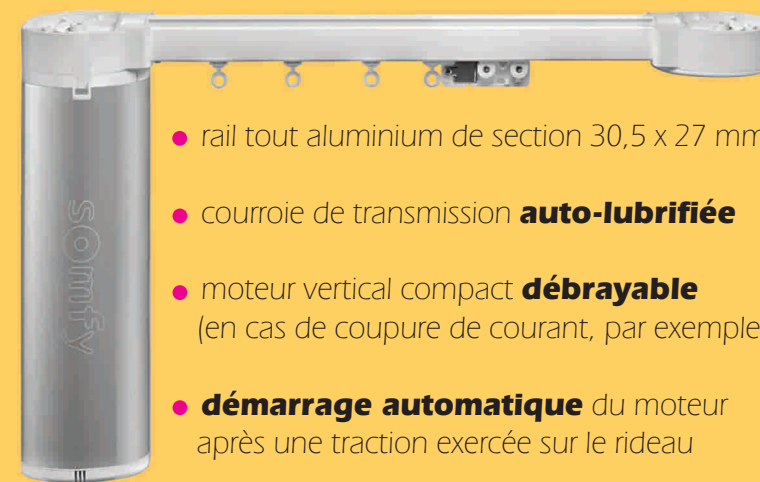 somfy
rail tout aluminium de section 30,5 x 27 mm
courroie de transmission auto-lubrifiée
moteur vertical compact débrayable
(en cas de coupure de courant, par exemple
démarrage automatique du moteur
après une traction exercée sur le rideau